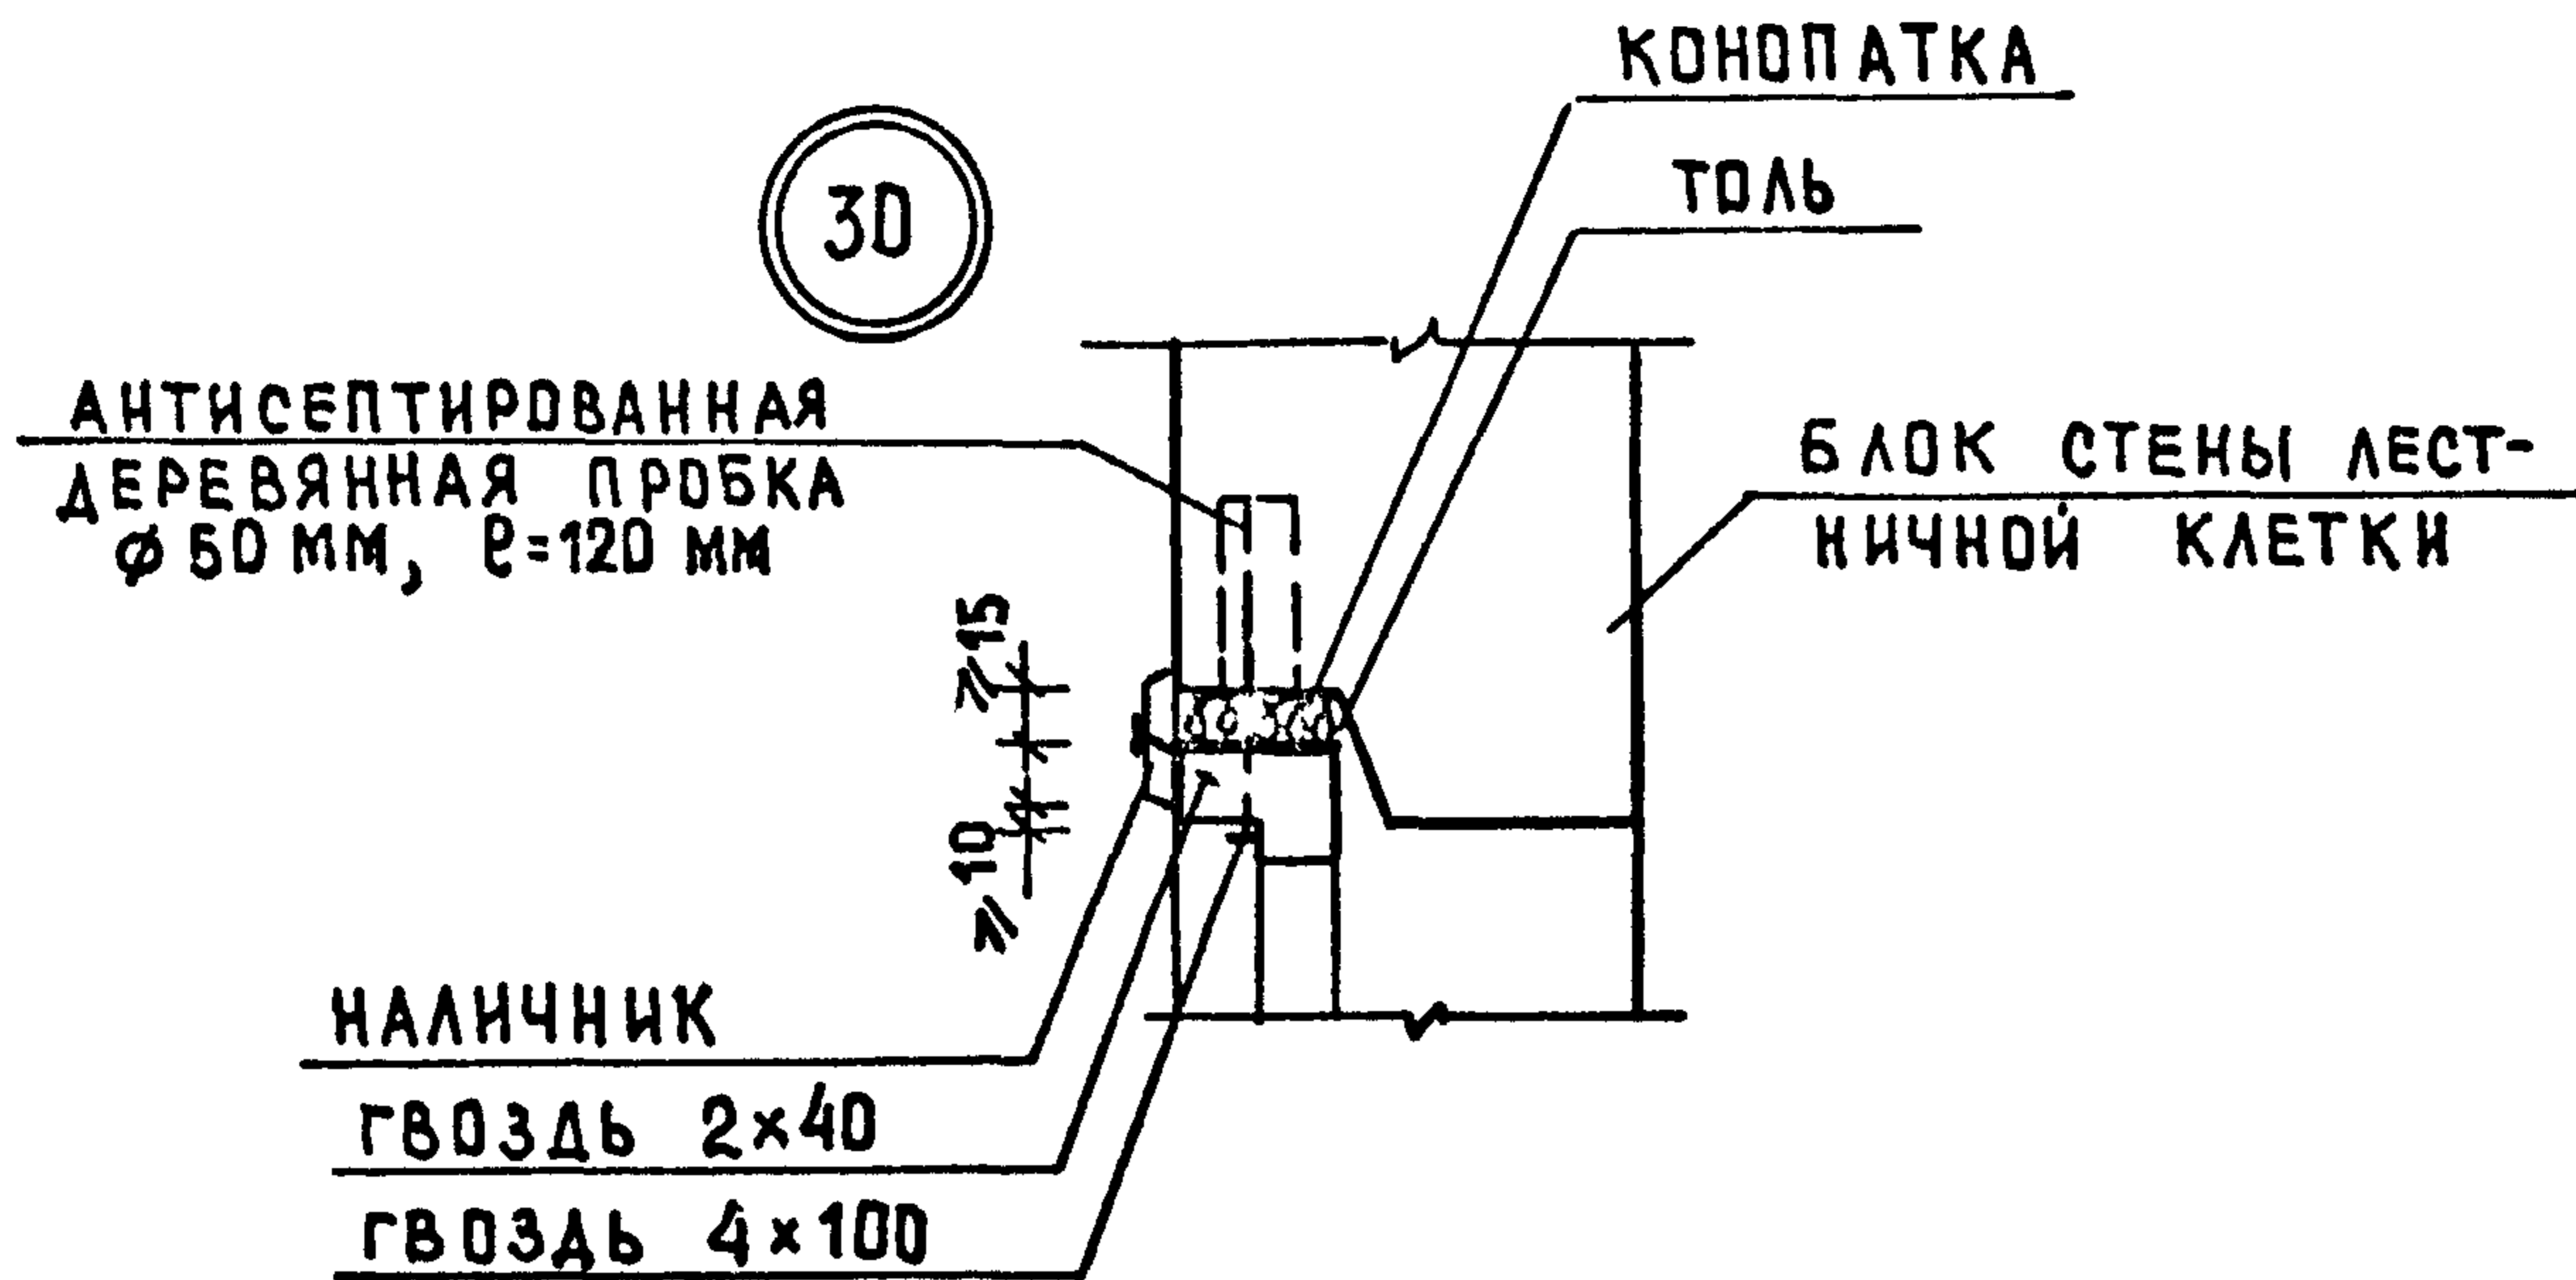 КОНОПАТКА
ТОЛЬ
30
АНТИСЕПТИРОВАННАЯ
ДЕРЕВЯННАЯ ПРОБКА
φ 50 ММ, ℓ=120 ММ
БЛОК СТЕНЫ ЛЕСТ-
НИЧНОЙ КЛЕТКИ
⩾15
⩾10
НАЛИЧНИК
ГВОЗДЬ 2×40
ГВОЗДЬ 4×100